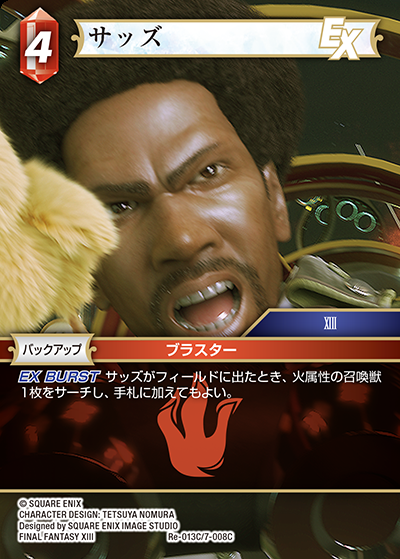 4
サッズ
EX
XIII
バックアップ
ブラスター
EX BURST サッズがフィールドに出たとき、火属性の召喚獣
1枚をサーチし、手札に加えてもよい。
© SQUARE ENIX
CHARACTER DESIGN: TETSUYA NOMURA
Designed by SQUARE ENIX IMAGE STUDIO
FINAL FANTASY XIII
Re-013C/7-008C